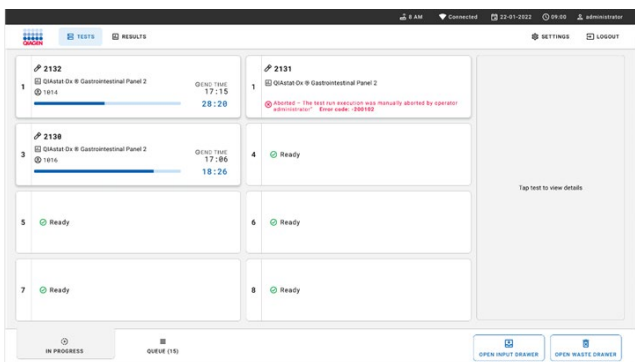 8 AM Connected 22-01-2022 09:00 administrator
QIAGEN TESTS RESULTS SETTINGS LOGOUT
1
2132
QIAstat-Dx ® Gastrointestinal Panel 2
1014
END TIME
17:15
28:20
1
2131
QIAstat-Dx ® Gastrointestinal Panel 2
Aborted – The test run execution was manually aborted by operator
administrator" Error code: -200103
3
2130
QIAstat-Dx ® Gastrointestinal Panel 2
1016
END TIME
17:06
18:26
4 Ready
Tap test to view details
5 Ready
6 Ready
7 Ready
8 Ready
IN PROGRESS
QUEUE (15)
OPEN INPUT DRAWER
OPEN WASTE DRAWER